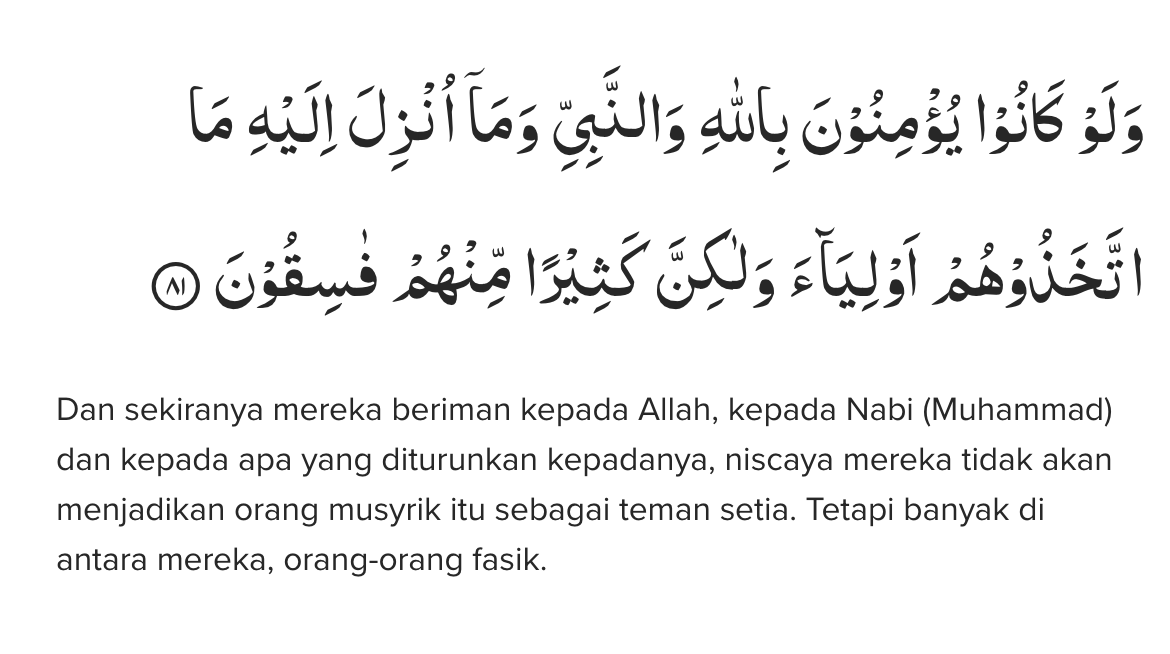 وَلَوْ كَانُوْا يُؤْمِنُوْنَ بِاللّٰهِ وَالنَّبِيِّ وَمَآ اُنْزِلَ اِلَيْهِ مَا
اتَّخَذُوْهُمْ اَوْلِيَاۤءَ وَلٰكِنَّ كَثِيْرًا مِّنْهُمْ فٰسِقُوْنَ ٨١
Dan sekiranya mereka beriman kepada Allah, kepada Nabi (Muhammad)
dan kepada apa yang diturunkan kepadanya, niscaya mereka tidak akan
menjadikan orang musyrik itu sebagai teman setia. Tetapi banyak di
antara mereka, orang-orang fasik.